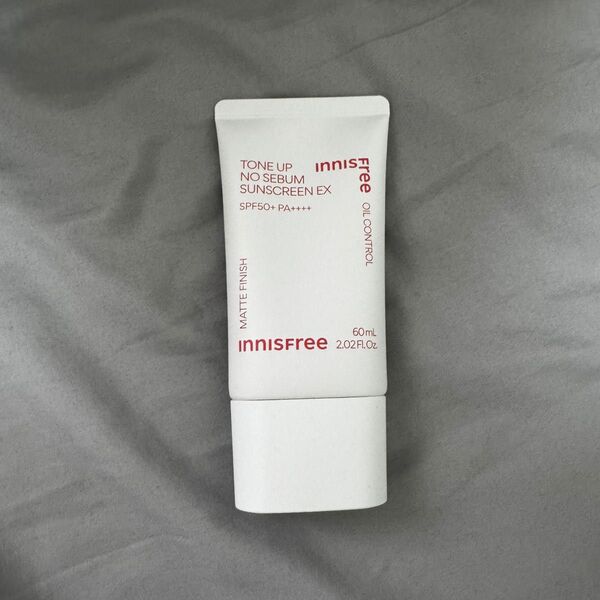 TONE UP
NO SEBUM
SUNSCREEN EX
SPF50+ PA++++
INNISFree
OIL CONTROL
MATTE FINISH
INNISFree
60mL
2.02Fl.Oz.